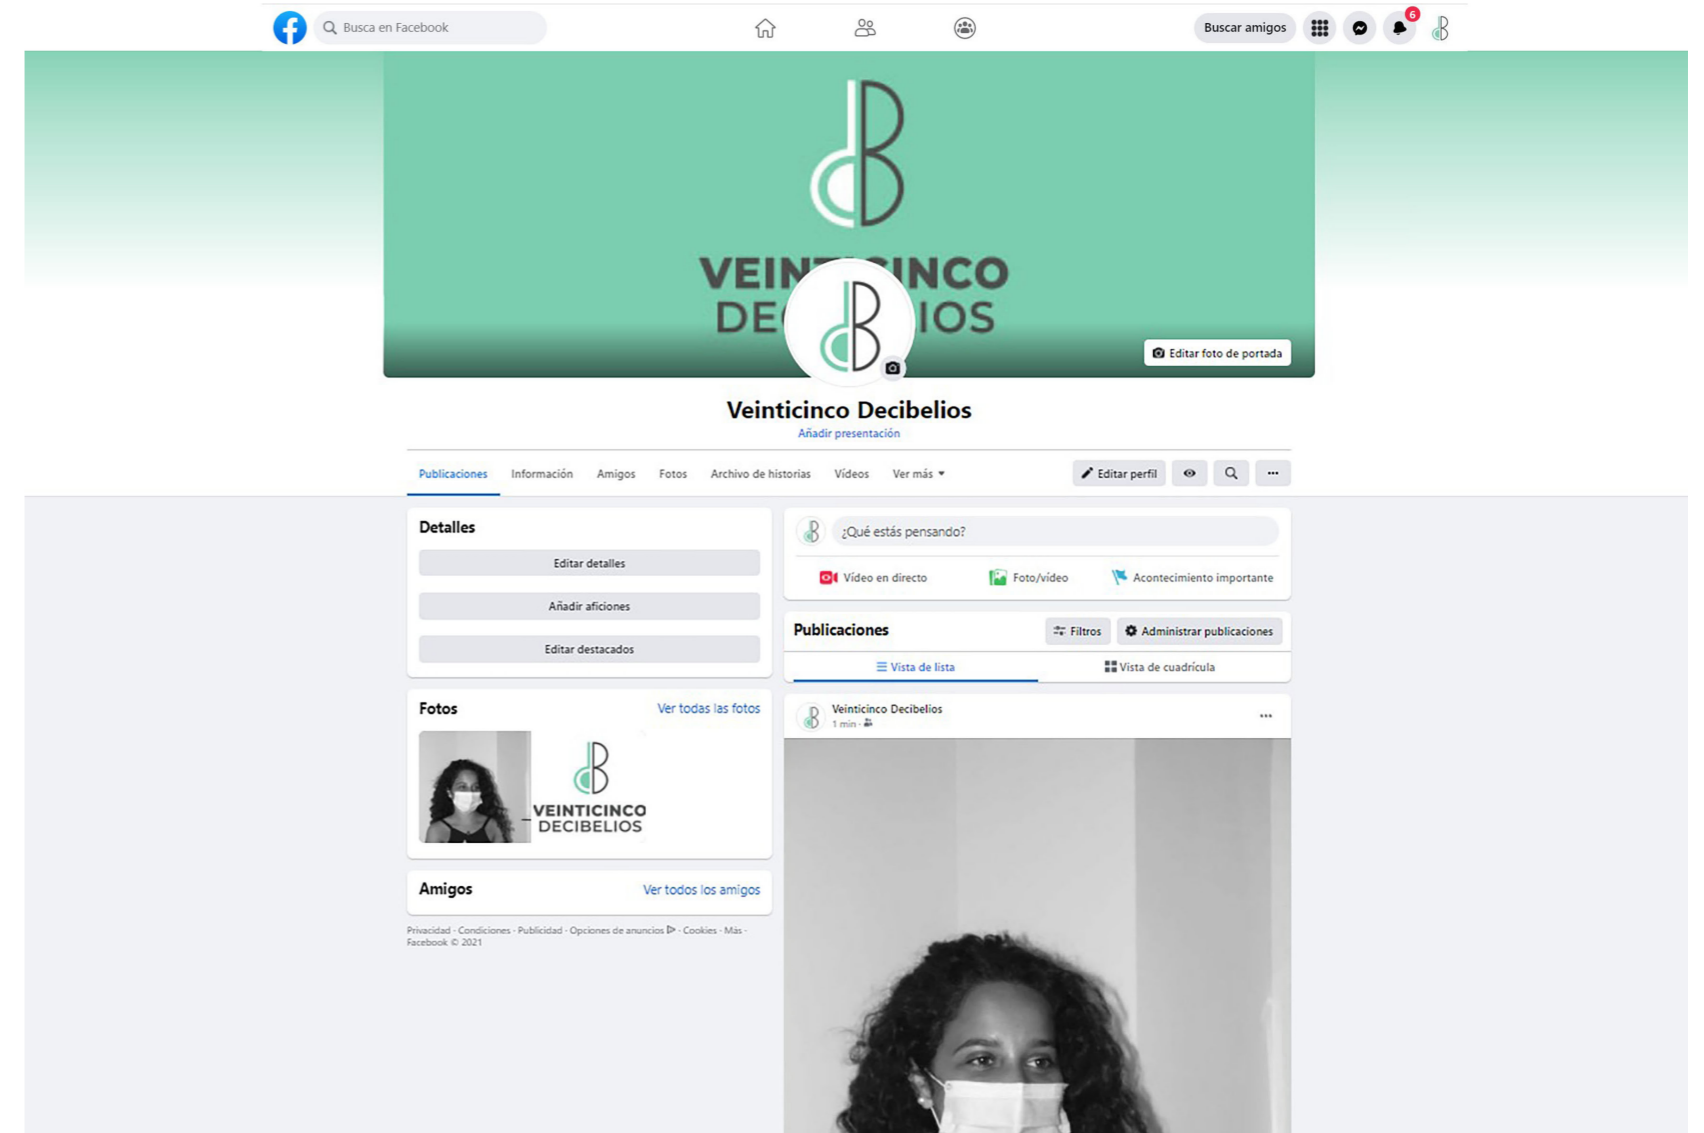 Busca en Facebook
Buscar amigos
6
dB
VEINTICINCO
DECIBELIOS
dB
Editar foto de portada
Veinticinco Decibelios
Añadir presentación
Publicaciones Información Amigos Fotos Archivo de historias Vídeos Ver más
Editar perfil
Detalles
Editar detalles
Añadir aficiones
Editar destacados
Fotos Ver todas las fotos
dB
VEINTICINCO
DECIBELIOS
Amigos Ver todos los amigos
Privacidad · Condiciones · Publicidad · Opciones de anuncios · Cookies · Más ·
Facebook © 2021
¿Qué estás pensando?
Vídeo en directo Foto/vídeo Acontecimiento importante
Publicaciones Filtros Administrar publicaciones
Vista de lista Vista de cuadrícula
Veinticinco Decibelios
1 min ·